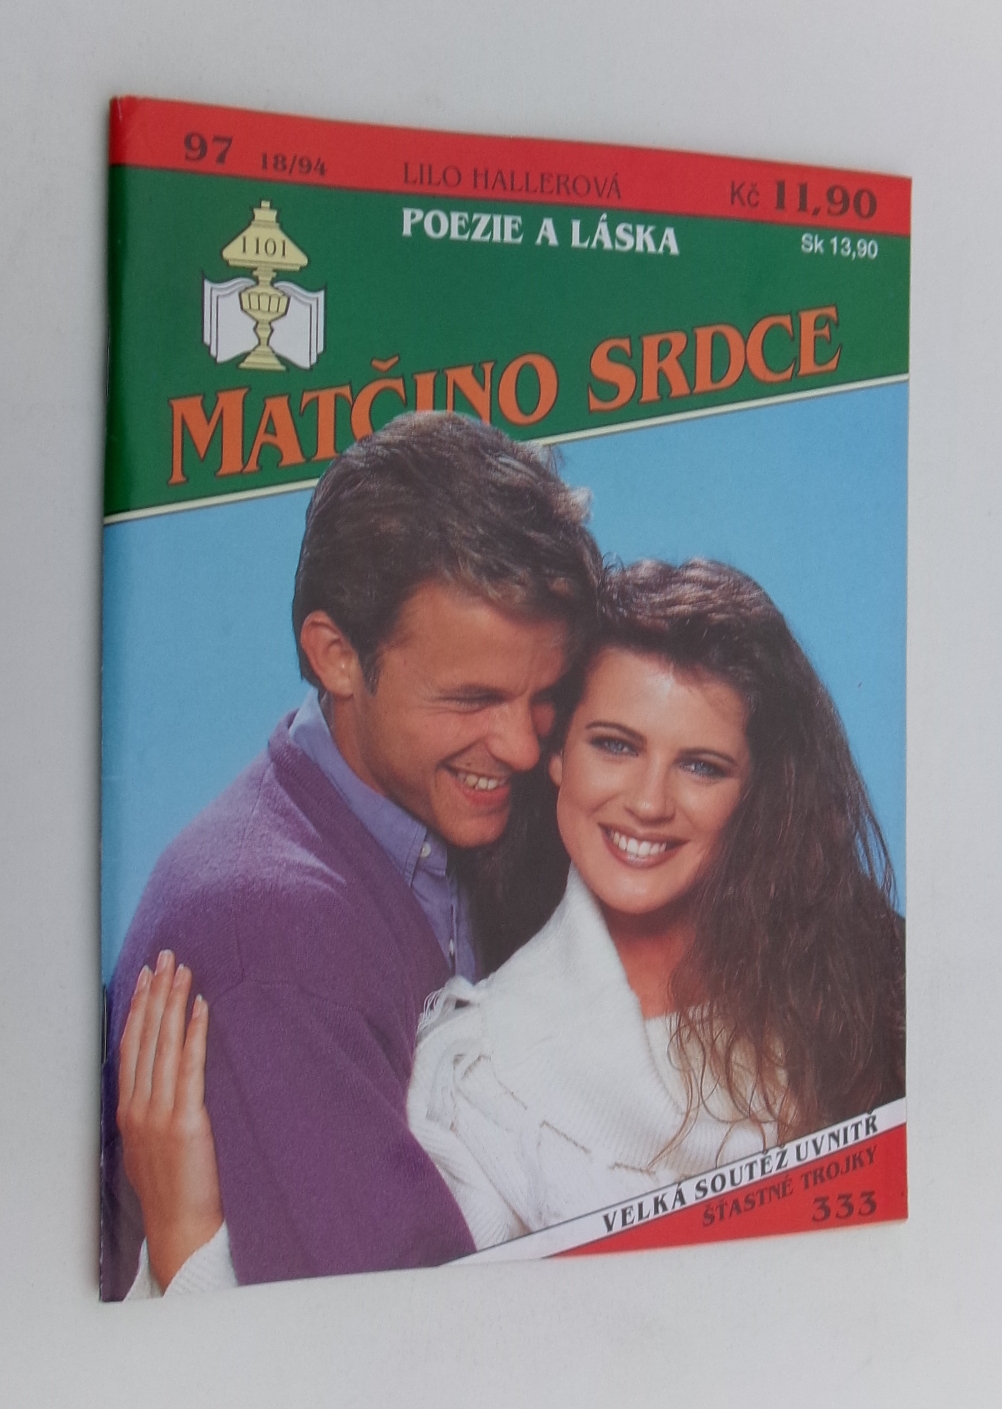 97 18/94 LILO HALLEROVÁ Kč 11,90
POEZIE A LÁSKA Sk 13,90
1101
MATČINO SRDCE
VELKÁ SOUTĚŽ UVNITŘ
ŠŤASTNÉ TROJKY
333